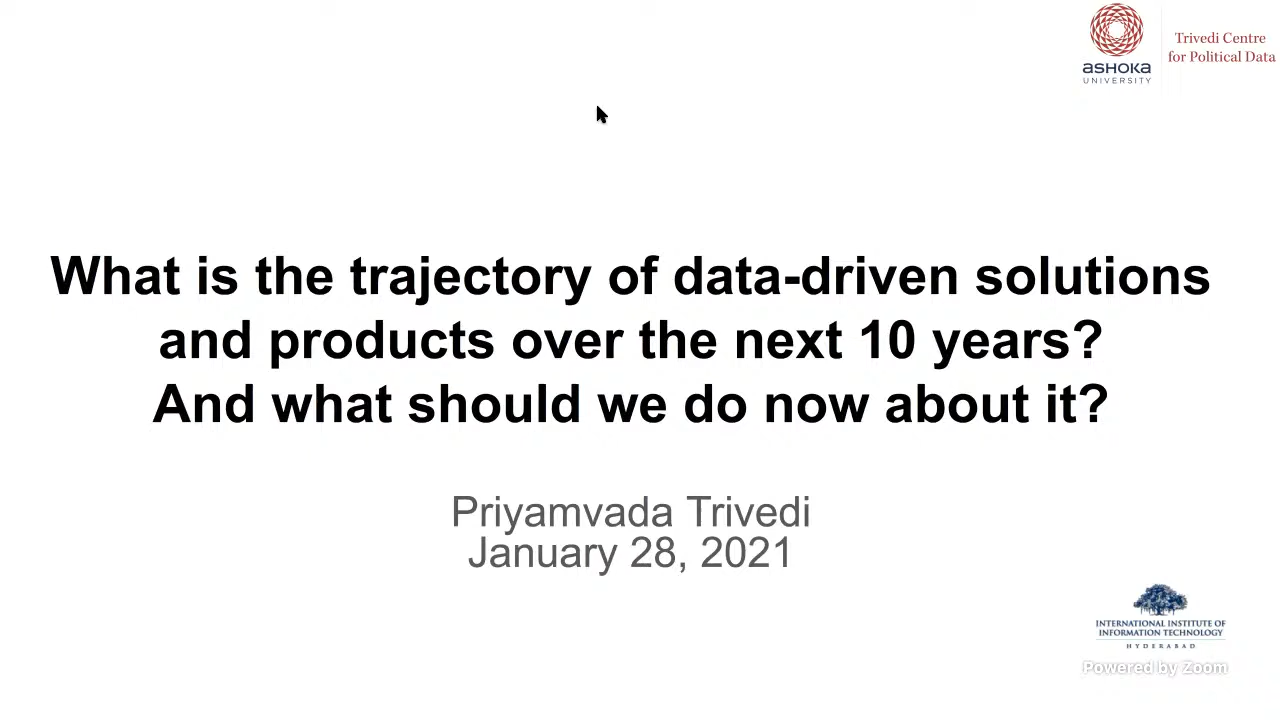 ASHOKA
UNIVERSITY
Trivedi Centre
for Political Data
What is the trajectory of data-driven solutions
and products over the next 10 years?
And what should we do now about it?
Priyamvada Trivedi
January 28, 2021
INTERNATIONAL INSTITUTE OF
INFORMATION TECHNOLOGY
HYDERABAD
Powered by Zoom